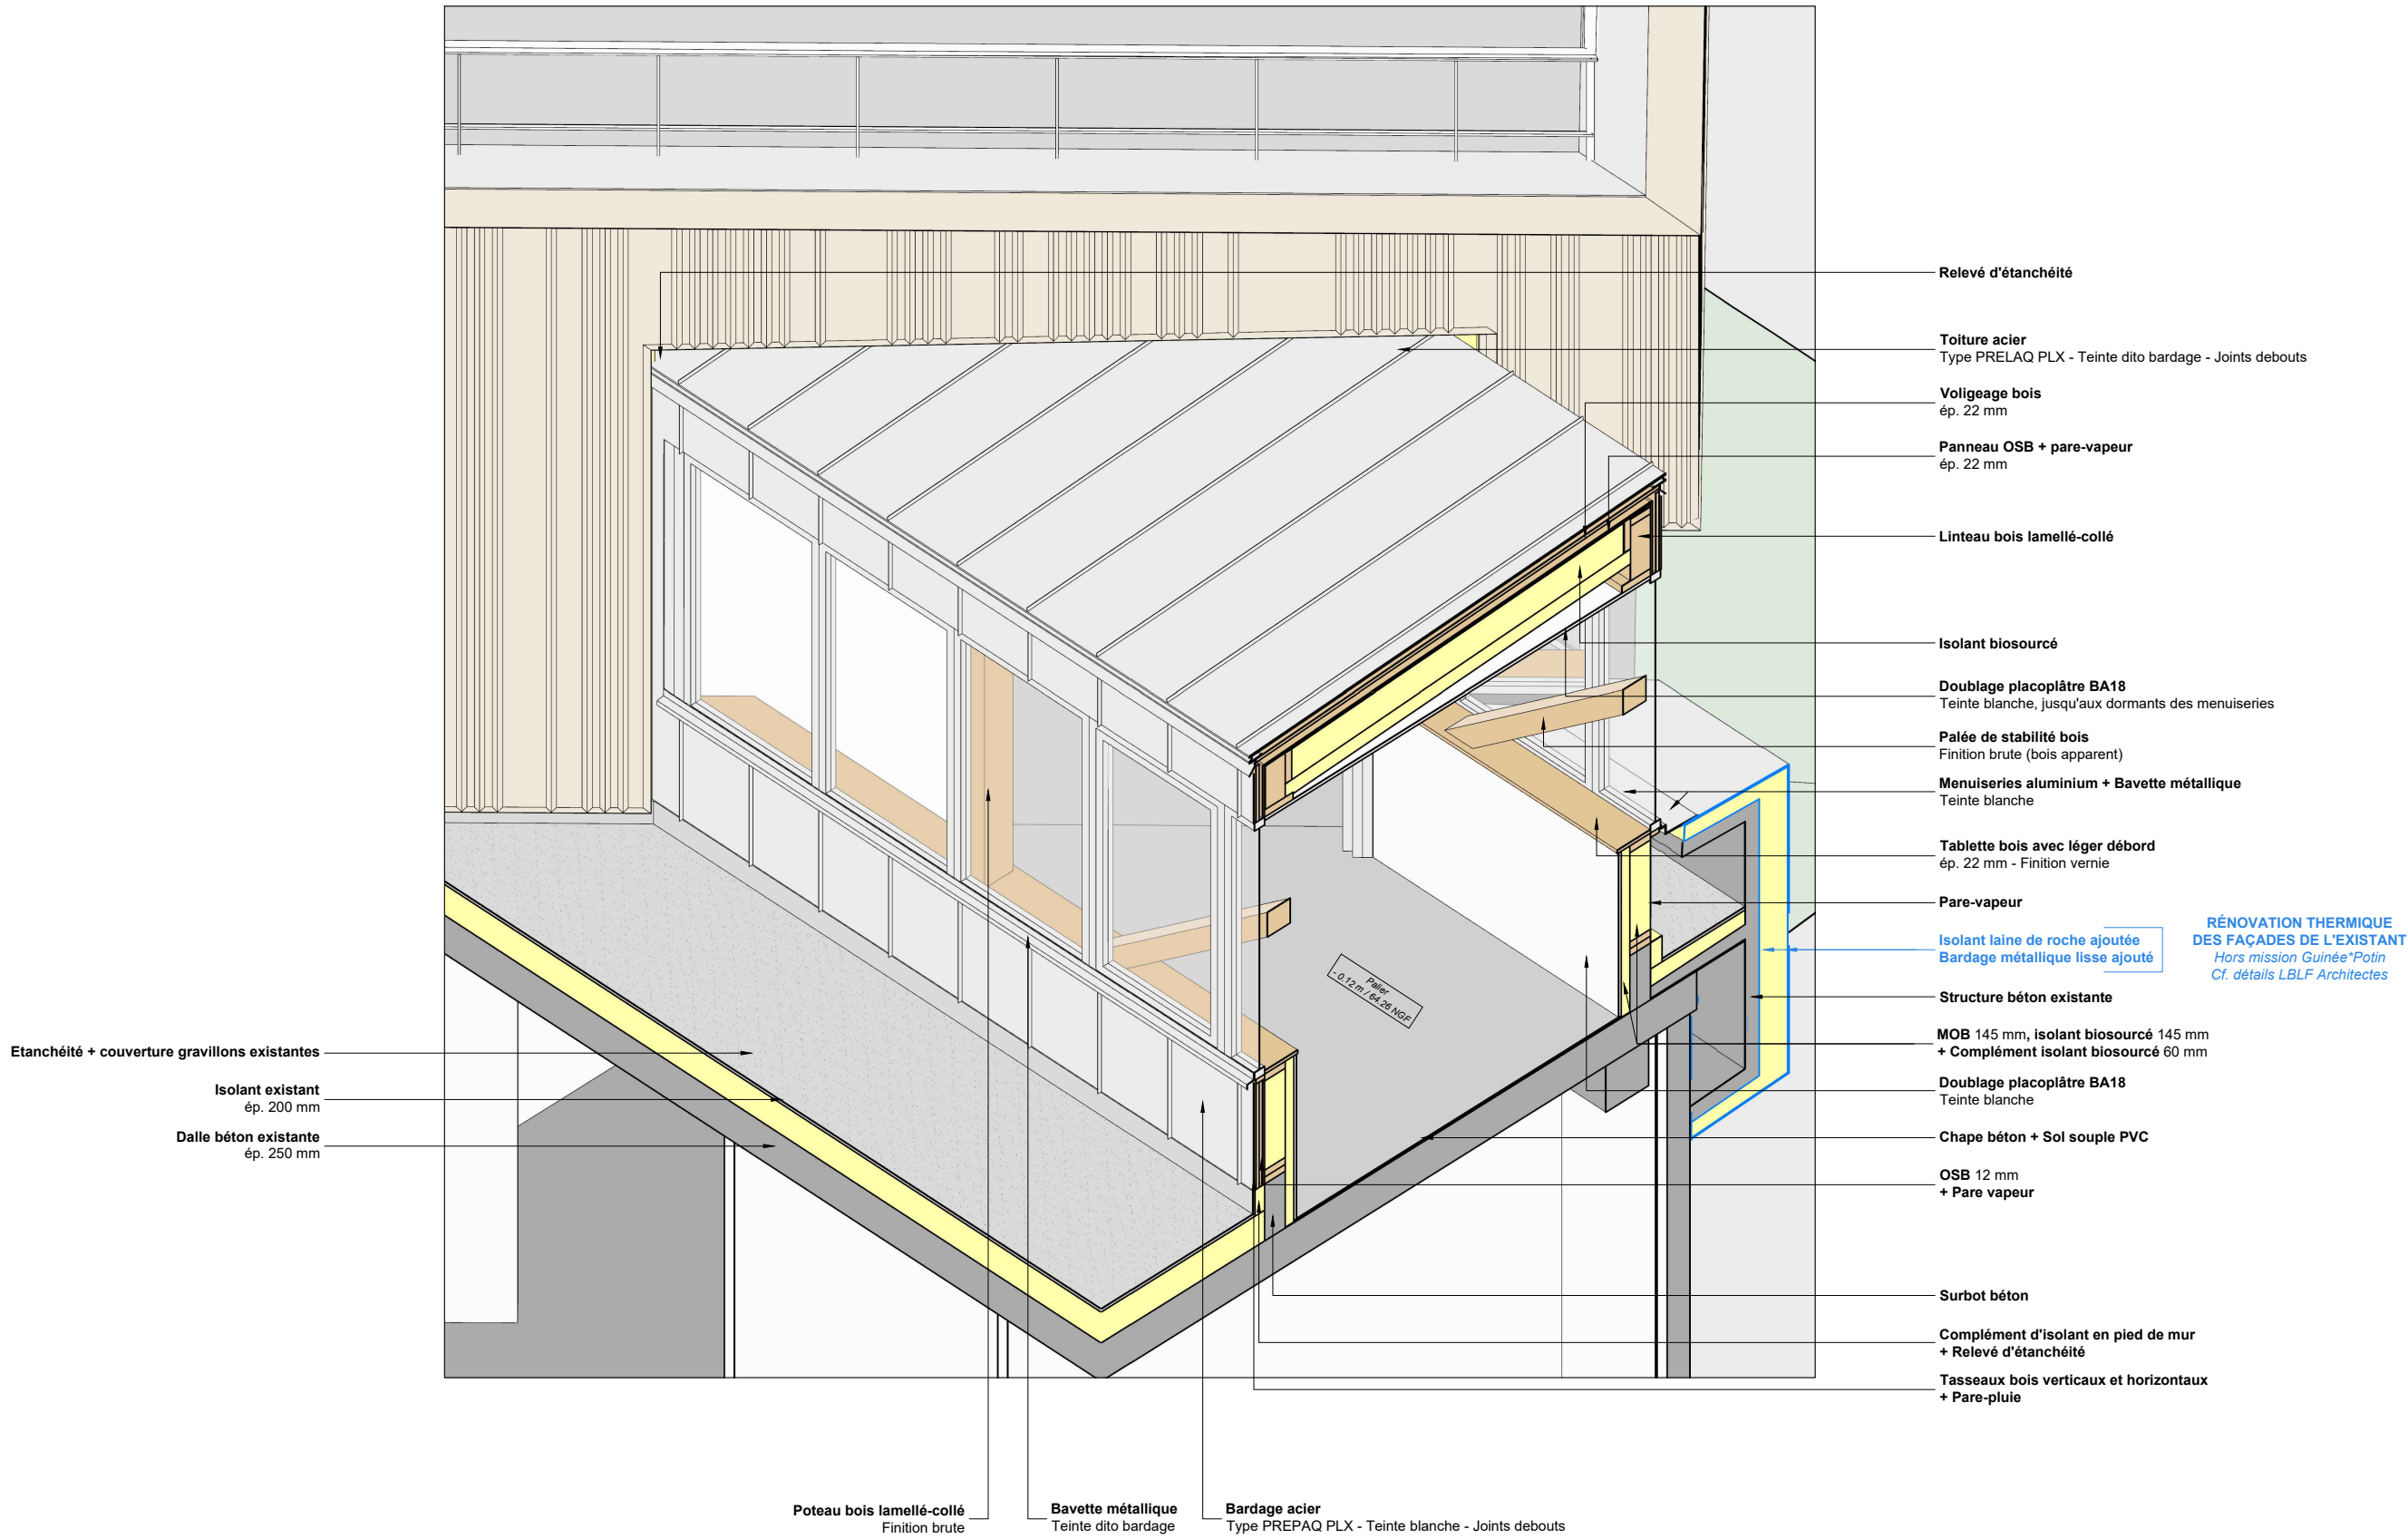 Relevé d'étanchéité
Toiture acier
Type PRELAQ PLX - Teinte dito bardage - Joints debouts
Voligeage bois
ép. 22 mm
Panneau OSB + pare-vapeur
ép. 22 mm
Linteau bois lamellé-collé
Isolant biosourcé
Doublage placoplâtre BA18
Teinte blanche, jusqu'aux dormants des menuiseries
Palée de stabilité bois
Finition brute (bois apparent)
Menuiseries aluminium + Bavette métallique
Teinte blanche
Tablette bois avec léger débord
ép. 22 mm - Finition vernie
Pare-vapeur
Isolant laine de roche ajoutée
Bardage métallique lisse ajouté
RÉNOVATION THERMIQUE
DES FAÇADES DE L'EXISTANT
Hors mission Guinée*Potin
Cf. détails LBLF Architectes
Structure béton existante
MOB 145 mm, isolant biosourcé 145 mm
+ Complément isolant biosourcé 60 mm
Doublage placoplâtre BA18
Teinte blanche
Chape béton + Sol souple PVC
OSB 12 mm
+ Pare vapeur
Surbot béton
Complément d'isolant en pied de mur
+ Relevé d'étanchéité
Tasseaux bois verticaux et horizontaux
+ Pare-pluie
Palier
- 0.12 m / 64.26 NGF
Etanchéité + couverture gravillons existantes
Isolant existant
ép. 200 mm
Dalle béton existante
ép. 250 mm
Poteau bois lamellé-collé
Finition brute
Bavette métallique
Teinte dito bardage
Bardage acier
Type PREPAQ PLX - Teinte blanche - Joints debouts